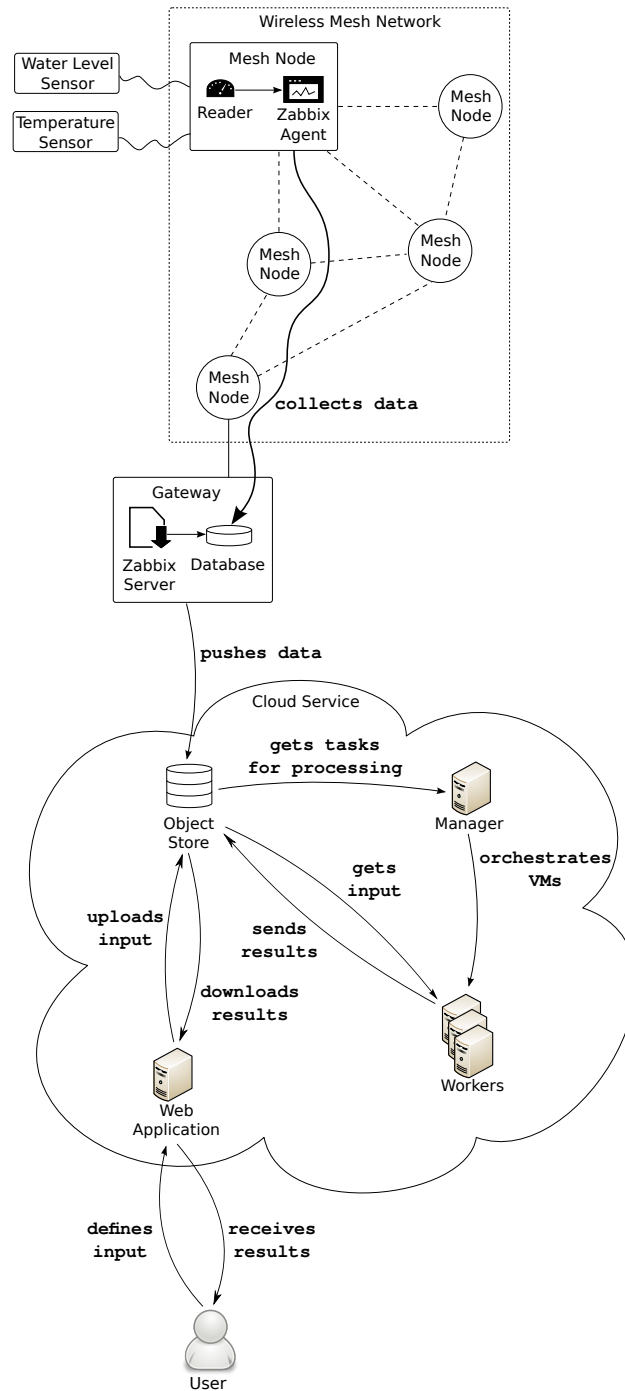 Wireless Mesh Network
Mesh Node
Water Level
Sensor
Reader
Zabbix
Agent
Temperature
Sensor
Mesh
Node
Mesh
Node
Mesh
Node
Mesh
Node
collects data
Gateway
Zabbix
Server
Database
pushes data
Cloud Service
gets tasks
for processing
Object
Store
Manager
orchestrates
VMs
gets
input
uploads
input
sends
results
downloads
results
Workers
Web
Application
defines
input
receives
results
User